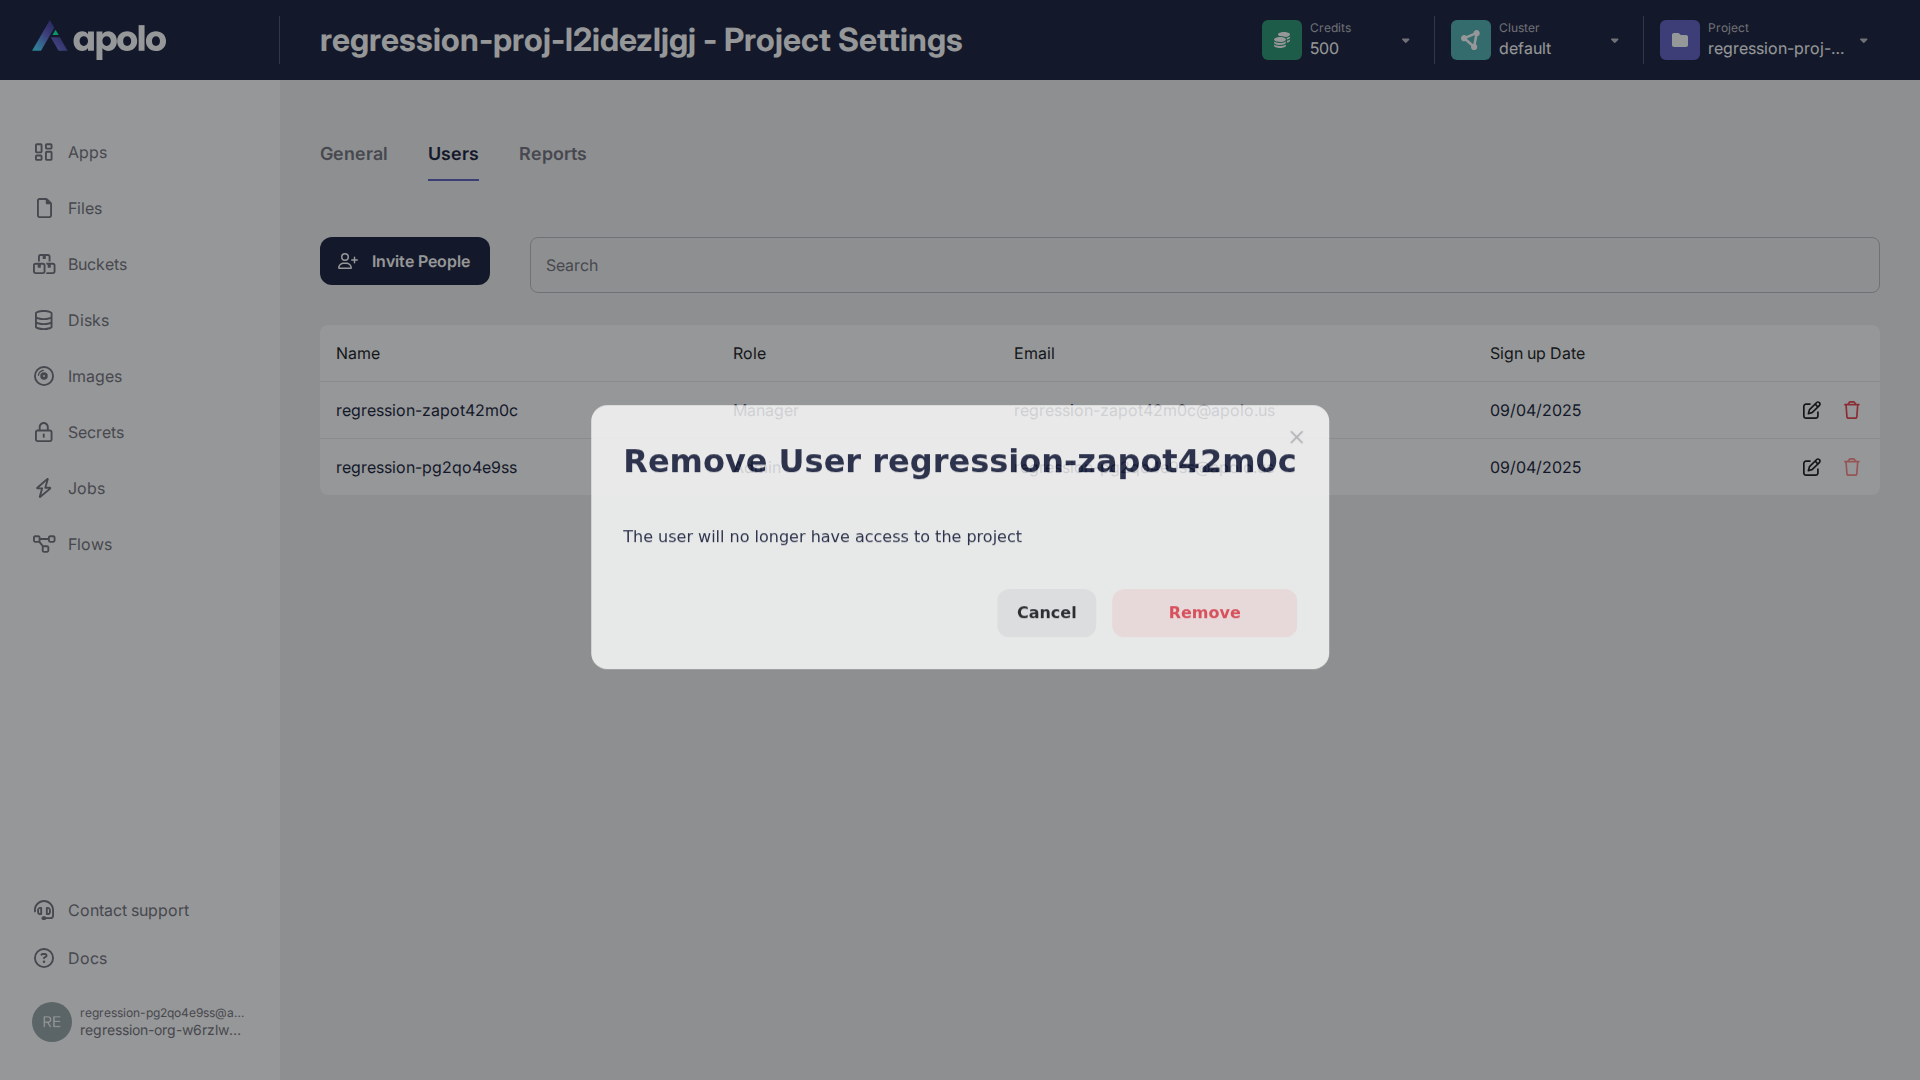 apolo
regression-proj-l2idezljgj - Project Settings
Credits
500
Cluster
default
Project
regression-proj-...
Apps
Files
Buckets
Disks
Images
Secrets
Jobs
Flows
General
Users
Reports
Invite People
Search
Name
Role
Email
Sign up Date
regression-zapot42m0c
Manager
regression-zapot42m0c@apolo.us
09/04/2025
regression-pg2qo4e9ss
09/04/2025
Remove User regression-zapot42m0c
The user will no longer have access to the project
Cancel
Remove
Contact support
Docs
RE
regression-pg2qo4e9ss@a...
regression-org-w6rzlw...